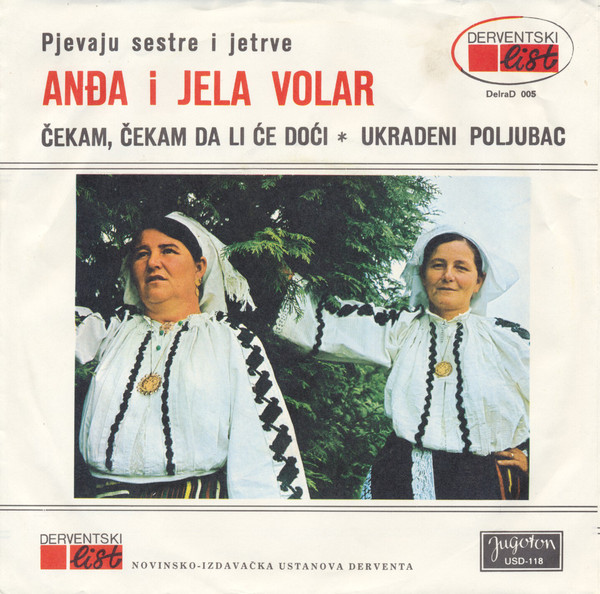 Pjevaju sestre i jetrve
ANĐA i JELA VOLAR
ČEKAM, ČEKAM DA LI ĆE DOĆI * UKRADENI POLJUBAC
DERVENTSKI
list
DelraD 005
DERVENTSKI
list
NOVINSKO-IZDAVAČKA USTANOVA DERVENTA
Jugoton
USD-118